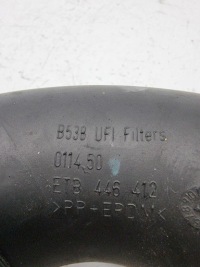 B538 UFI Filters
0114.50
ETB 446 412
>PP+EPDM<